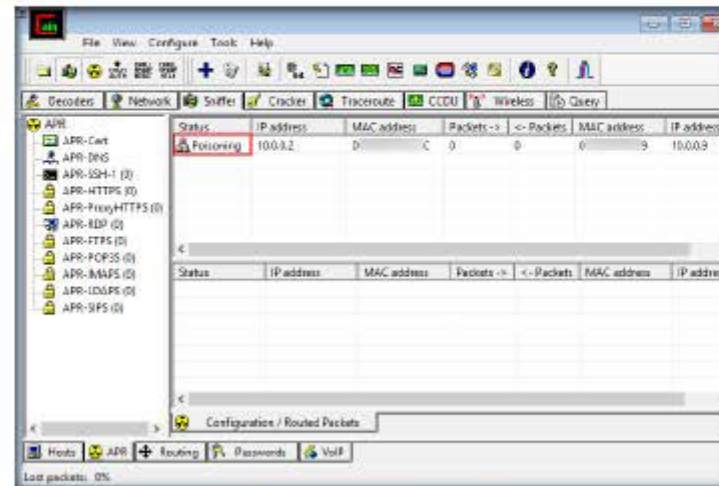 ain
File View Configure Tools Help
Decoders Network Sniffer Cracker Traceroute CCDU Wireless Query
APR
APR-Cert
APR-DNS
APR-SSH-1 (0)
APR-HTTPS (0)
APR-ProxyHTTPS (0)
APR-RDP (0)
APR-FTPS (0)
APR-POP3S (0)
APR-IMAPS (0)
APR-LDAPS (0)
APR-SIPS (0)
Status IP address MAC address Packets -> <- Packets MAC address IP address
Poisoning 10.0.0.2 D C 0 0 0 9 10.0.0.9
Status IP address MAC address Packets -> <- Packets MAC address IP addre
Configuration / Routed Packets
Hosts APR Routing Passwords VoIP
Lost packets: 0%